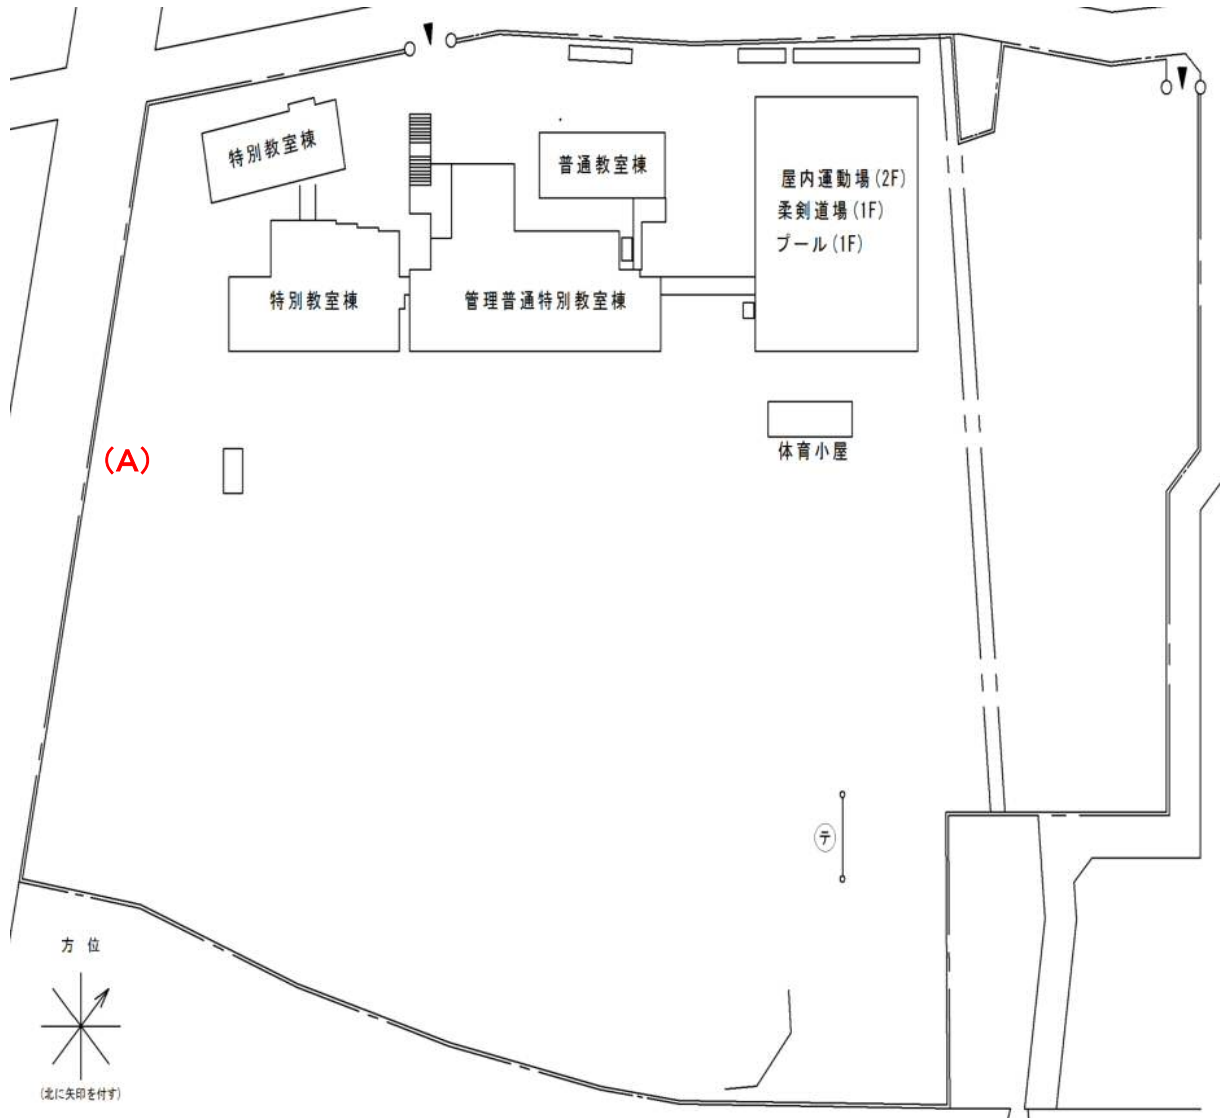 特別教室棟
普通教室棟
屋内運動場(2F)
柔剣道場(1F)
プール(1F)
特別教室棟
管理普通特別教室棟
体育小屋
(A)
テ
方位
(北に矢印を付す)